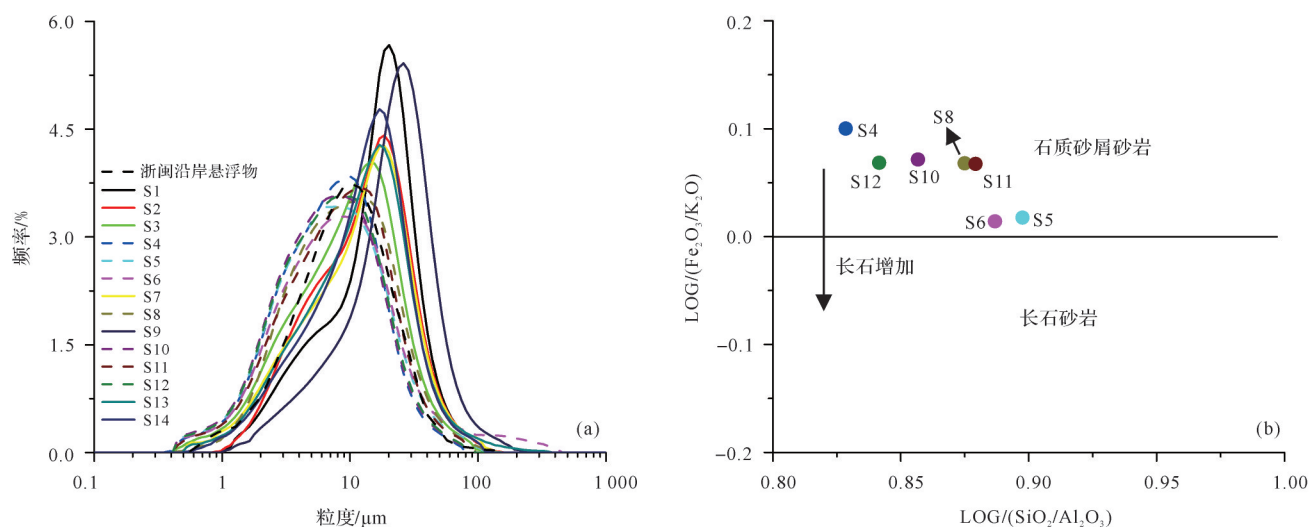 6.0
4.5
3.0
1.5
0.0
频率/%
0.1
1
10
100
1 000
粒度/μm
浙闽沿岸悬浮物
S1
S2
S3
S4
S5
S6
S7
S8
S9
S10
S11
S12
S13
S14
(a)
0.2
0.1
0.0
−0.1
−0.2
LOG/(Fe₂O₃/K₂O)
S8
S4
石质砂屑砂岩
S12
S10
S11
S6
S5
长石增加
长石砂岩
(b)
0.80
0.85
0.90
0.95
1.00
LOG/(SiO₂/Al₂O₃)